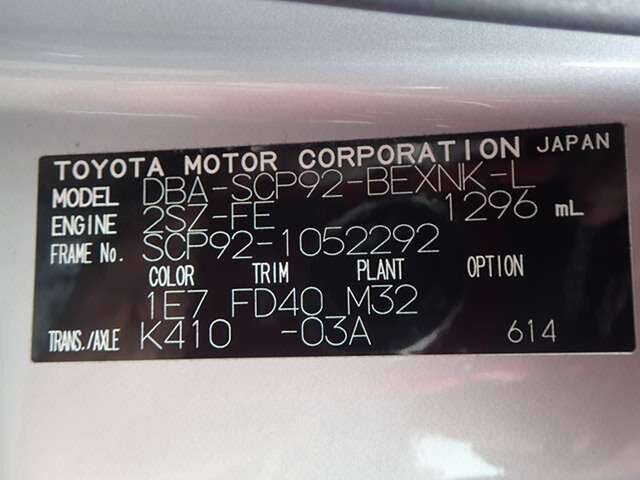 TOYOTA MOTOR CORPORATION JAPAN
MODEL DBA-SCP92-BEXNK-L
ENGINE 2SZ-FE 1296 mL
FRAME No. SCP92-1052292
COLOR TRIM PLANT OPTION
1E7 FD40 M32
TRANS./AXLE K410 -03A 614